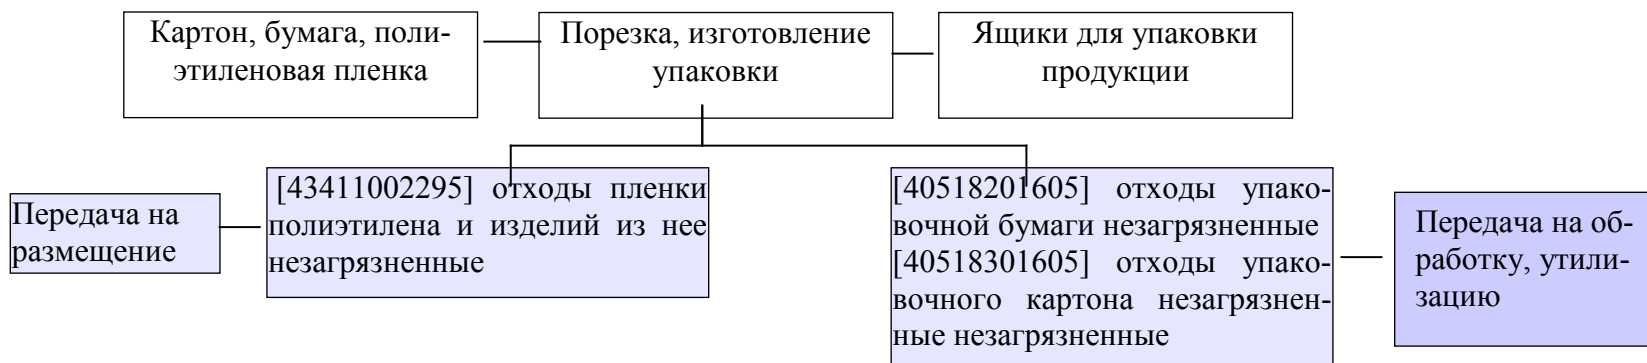 Картон, бумага, поли-
этиленовая пленка
Порезка, изготовление
упаковки
Ящики для упаковки
продукции
Передача на
размещение
[43411002295] отходы пленки
полиэтилена и изделий из нее
незагрязненные
[40518201605] отходы упако-
вочной бумаги незагрязненные
[40518301605] отходы упако-
вочного картона незагрязнен-
ные незагрязненные
Передача на об-
работку, утили-
зацию